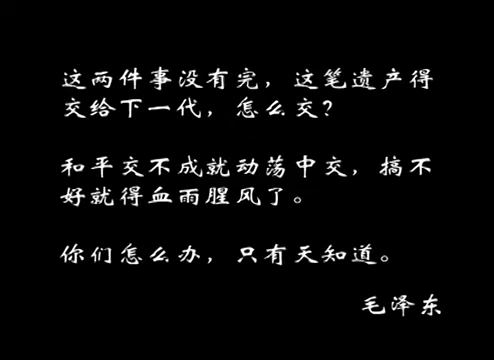 这两件事没有完，这笔遗产得
交给下一代，怎么交？
和平交不成就动荡中交，搞不
好就得血雨腥风了。
你们怎么办，只有天知道。
毛泽东